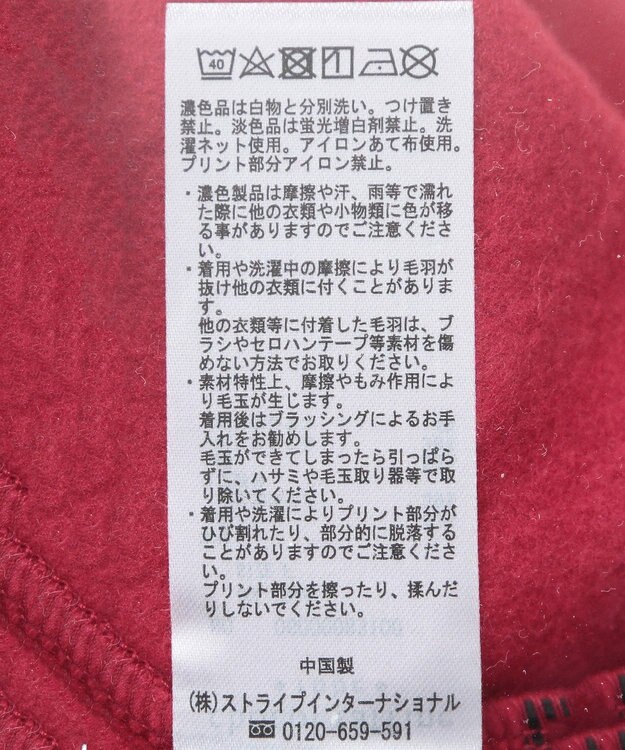 40
濃色品は白物と分別洗い。つけ置き
禁止。淡色品は蛍光増白剤禁止。洗
濯ネット使用。アイロンあて布使用。
プリント部分アイロン禁止。
・濃色製品は摩擦や汗、雨等で濡れ
た際に他の衣類や小物類に色が移
る事がありますのでご注意くださ
い。
・着用や洗濯中の摩擦により毛羽が
抜け他の衣類に付くことがありま
す。
他の衣類等に付着した毛羽は、ブ
ラシやセロハンテープ等素材を傷
めない方法でお取りください。
・素材特性上、摩擦やもみ作用によ
り毛玉が生じます。
着用後はブラッシングによるお手
入れをお勧めします。
毛玉ができてしまったら引っぱら
ずに、ハサミや毛玉取り器等で取
り除いてください。
・着用や洗濯によりプリント部分が
ひび割れたり、部分的に脱落する
ことがありますのでご注意くださ
い。
プリント部分を擦ったり、揉んだ
りしないでください。
中国製
(株)ストライプインターナショナル
0120-659-591